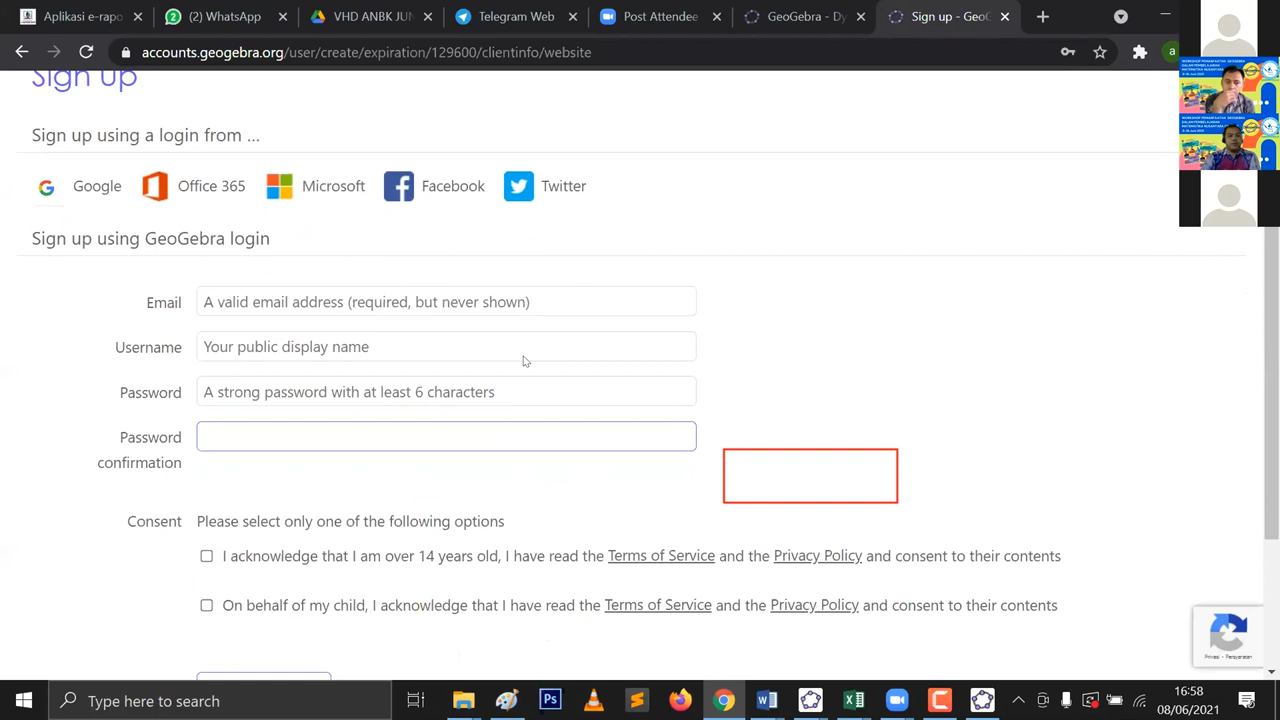 Aplikasi e-rapo
(2) WhatsApp
VHD ANBK JUN
Telegram Web
Post Attendee
GeoGebra - Dy
Sign up - GeoG
accounts.geogebra.org/user/create/expiration/129600/clien
ebsite
a
Sign up
Sign up using a login from ...
Google
Office 365
Microsoft
Facebook
Twitter
Sign up using GeoGebra login
Email
A valid email address (required, but never shown)
Username
Your public display name
Password
A strong password with at least 6 characters
Password
confirmation
Consent
Please select only one of the following options
I acknowledge that I am over 14 years old, I have read the Terms of Service and the Privacy Policy and consent to their contents
On behalf of my child, I acknowledge that I have read the Terms of Service and the Privacy Policy and consent to their contents
Privasi - Persyaratan
Type here to search
16:58
08/06/2021